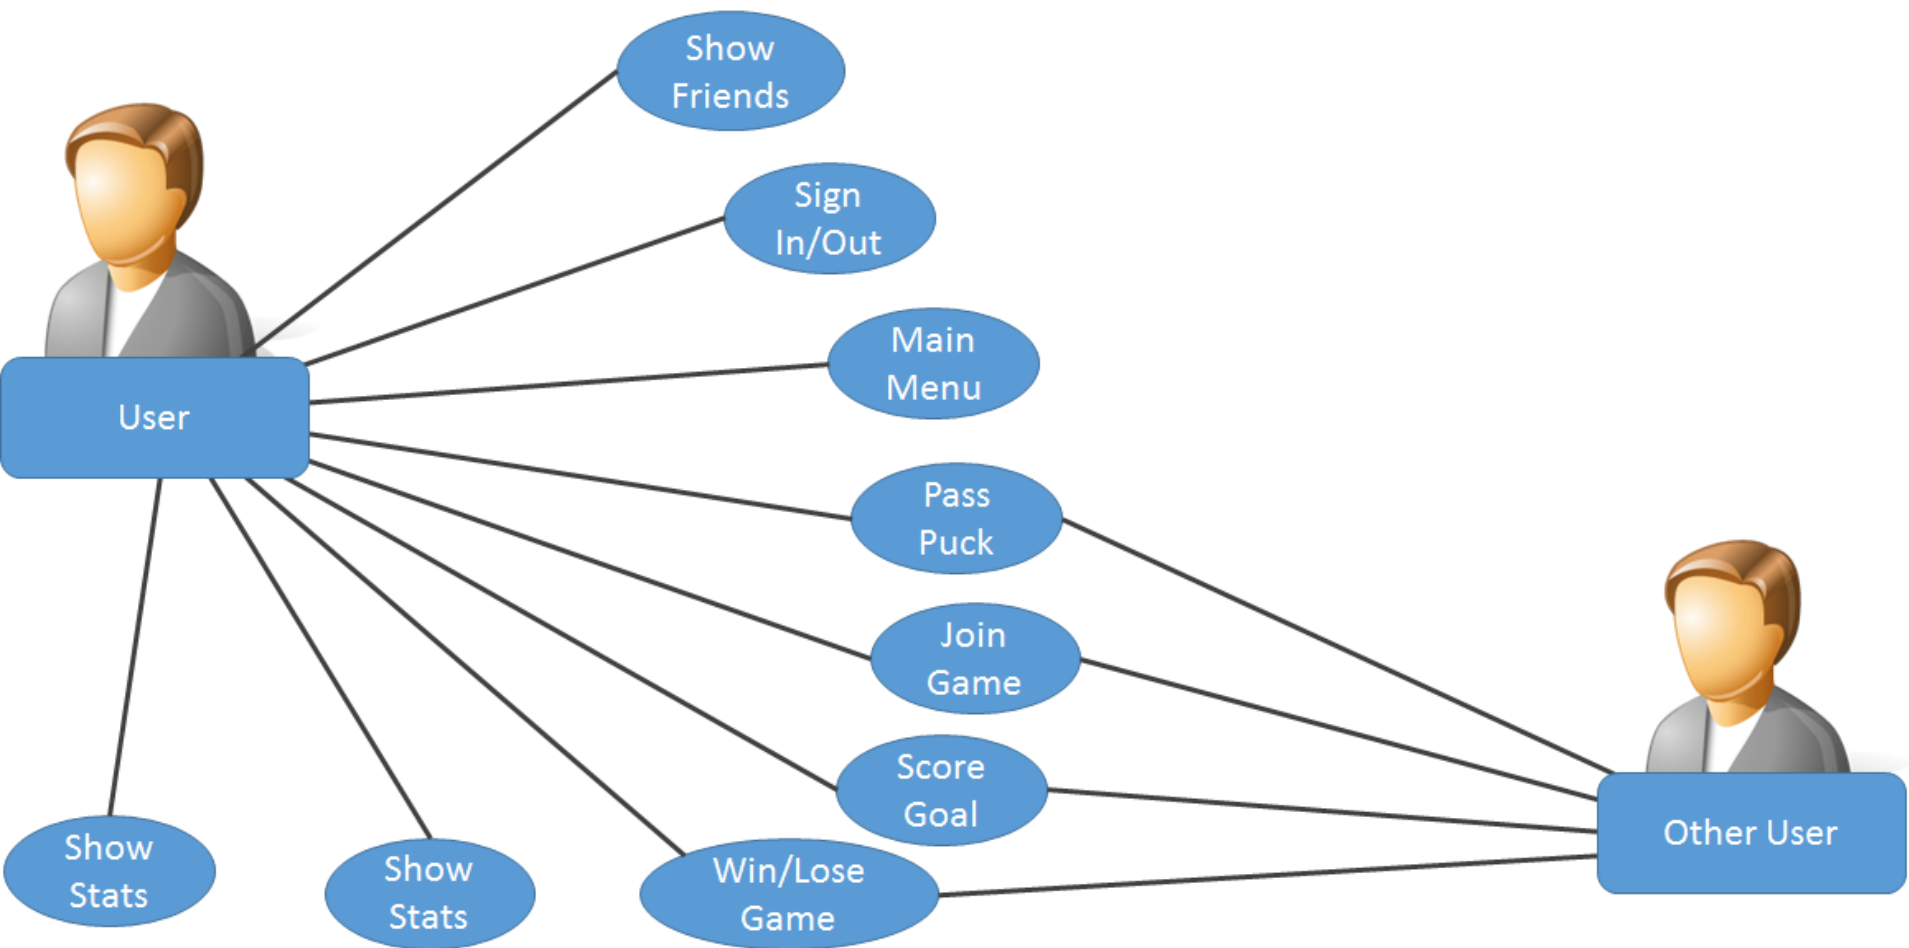 Show
Friends
Sign
In/Out
Main
Menu
User
Pass
Puck
Join
Game
Score
Goal
Other User
Show
Stats
Show
Stats
Win/Lose
Game